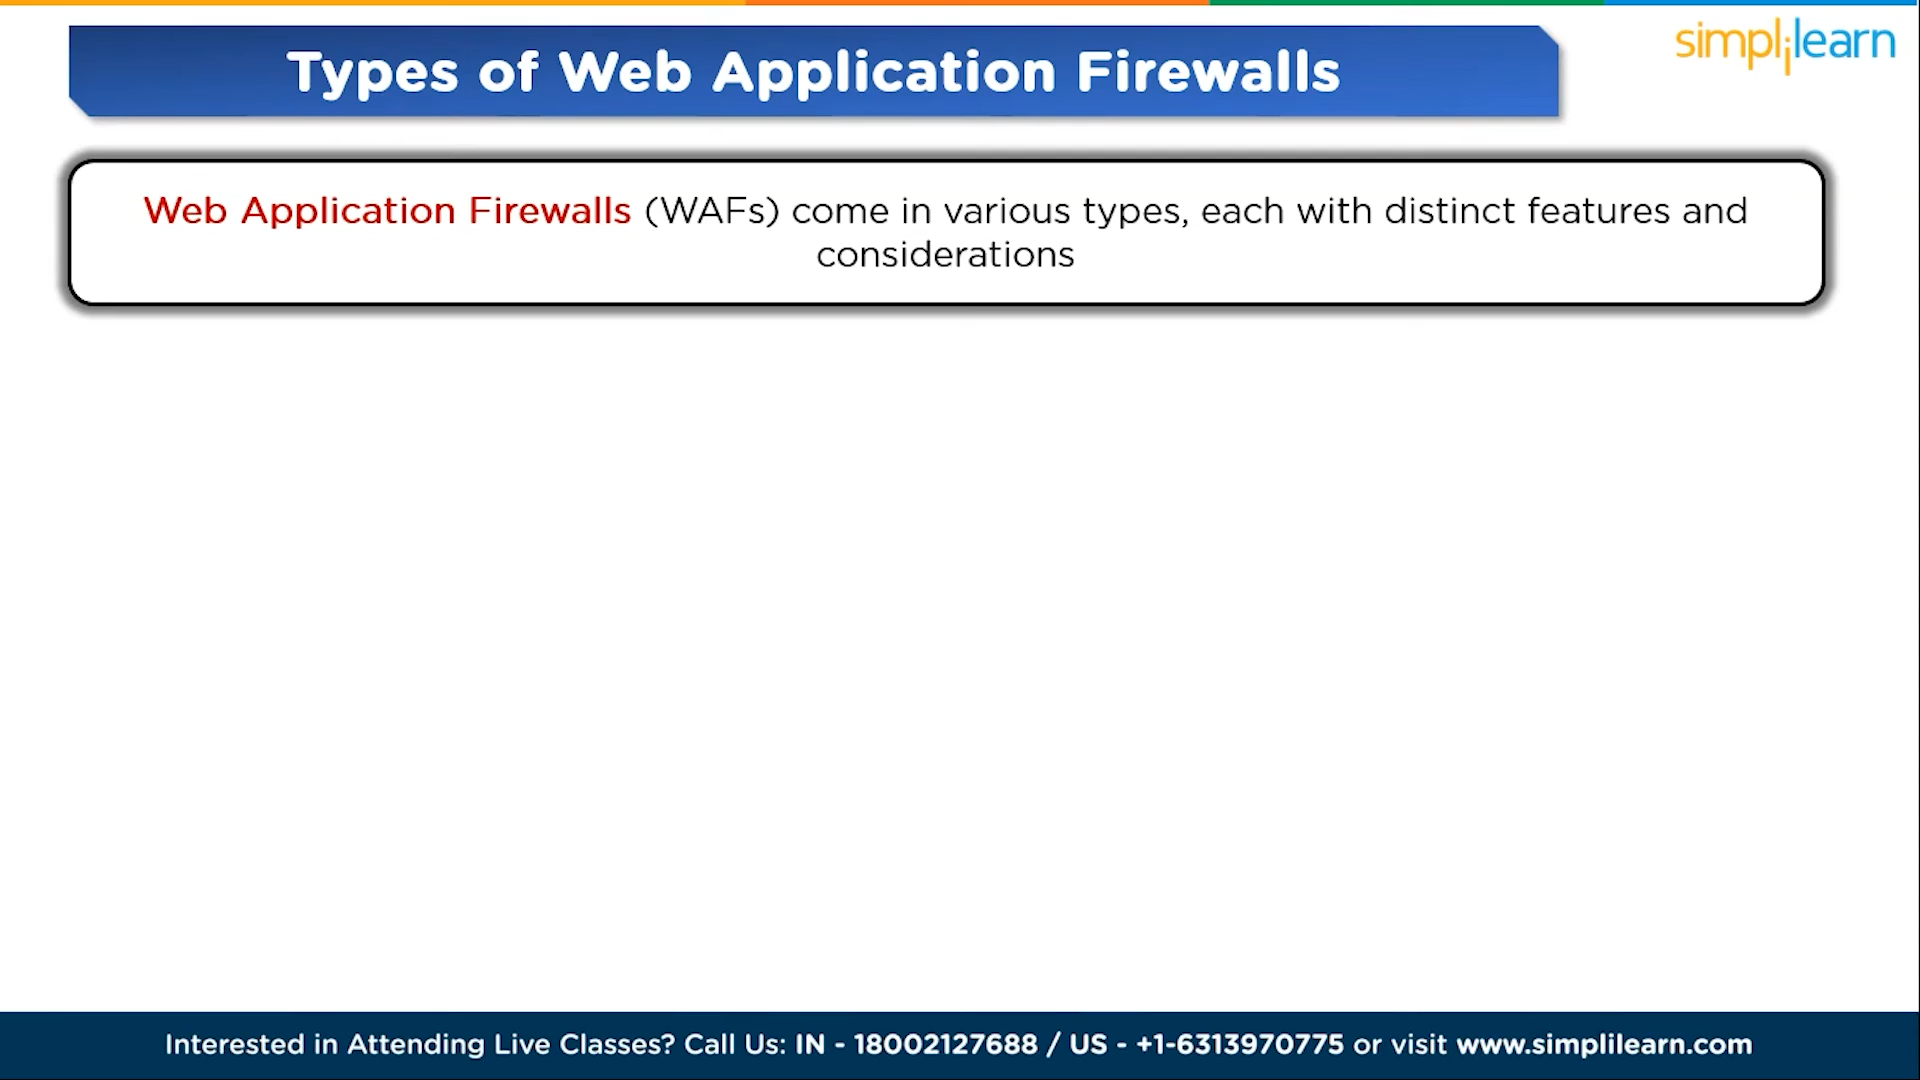 Types of Web Application Firewalls
simplilearn
Web Application Firewalls (WAFs) come in various types, each with distinct features and
considerations
Interested in Attending Live Classes? Call Us: IN - 18002127688 / US - +1-6313970775 or visit www.simplilearn.com